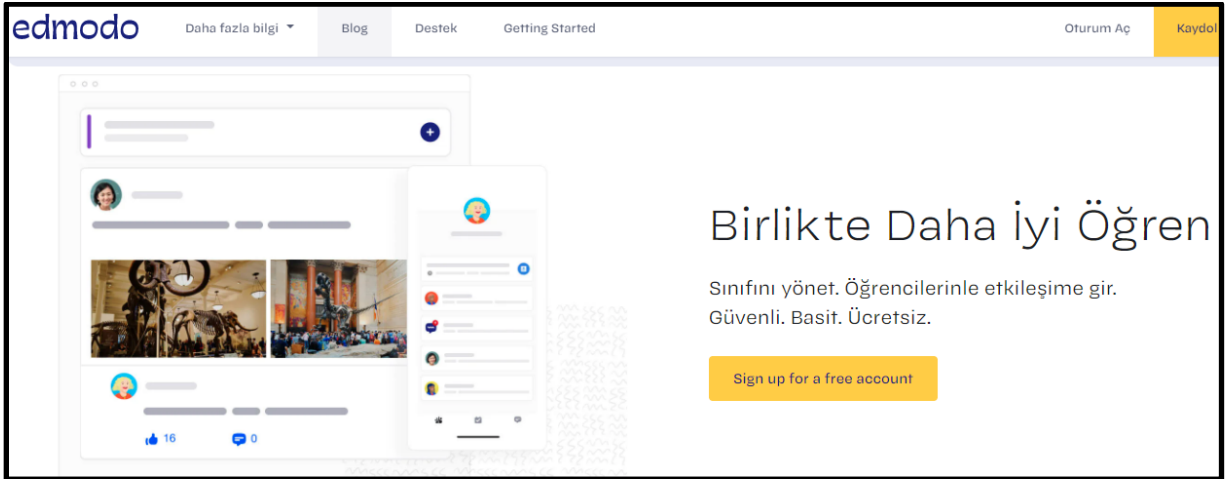 edmodo Daha fazla bilgi Blog Destek Getting Started Oturum Aç Kaydol
Birlikte Daha İyi Öğren
Sınıfını yönet. Öğrencilerinle etkileşime gir.
Güvenli. Basit. Ücretsiz.
Sign up for a free account
16 0